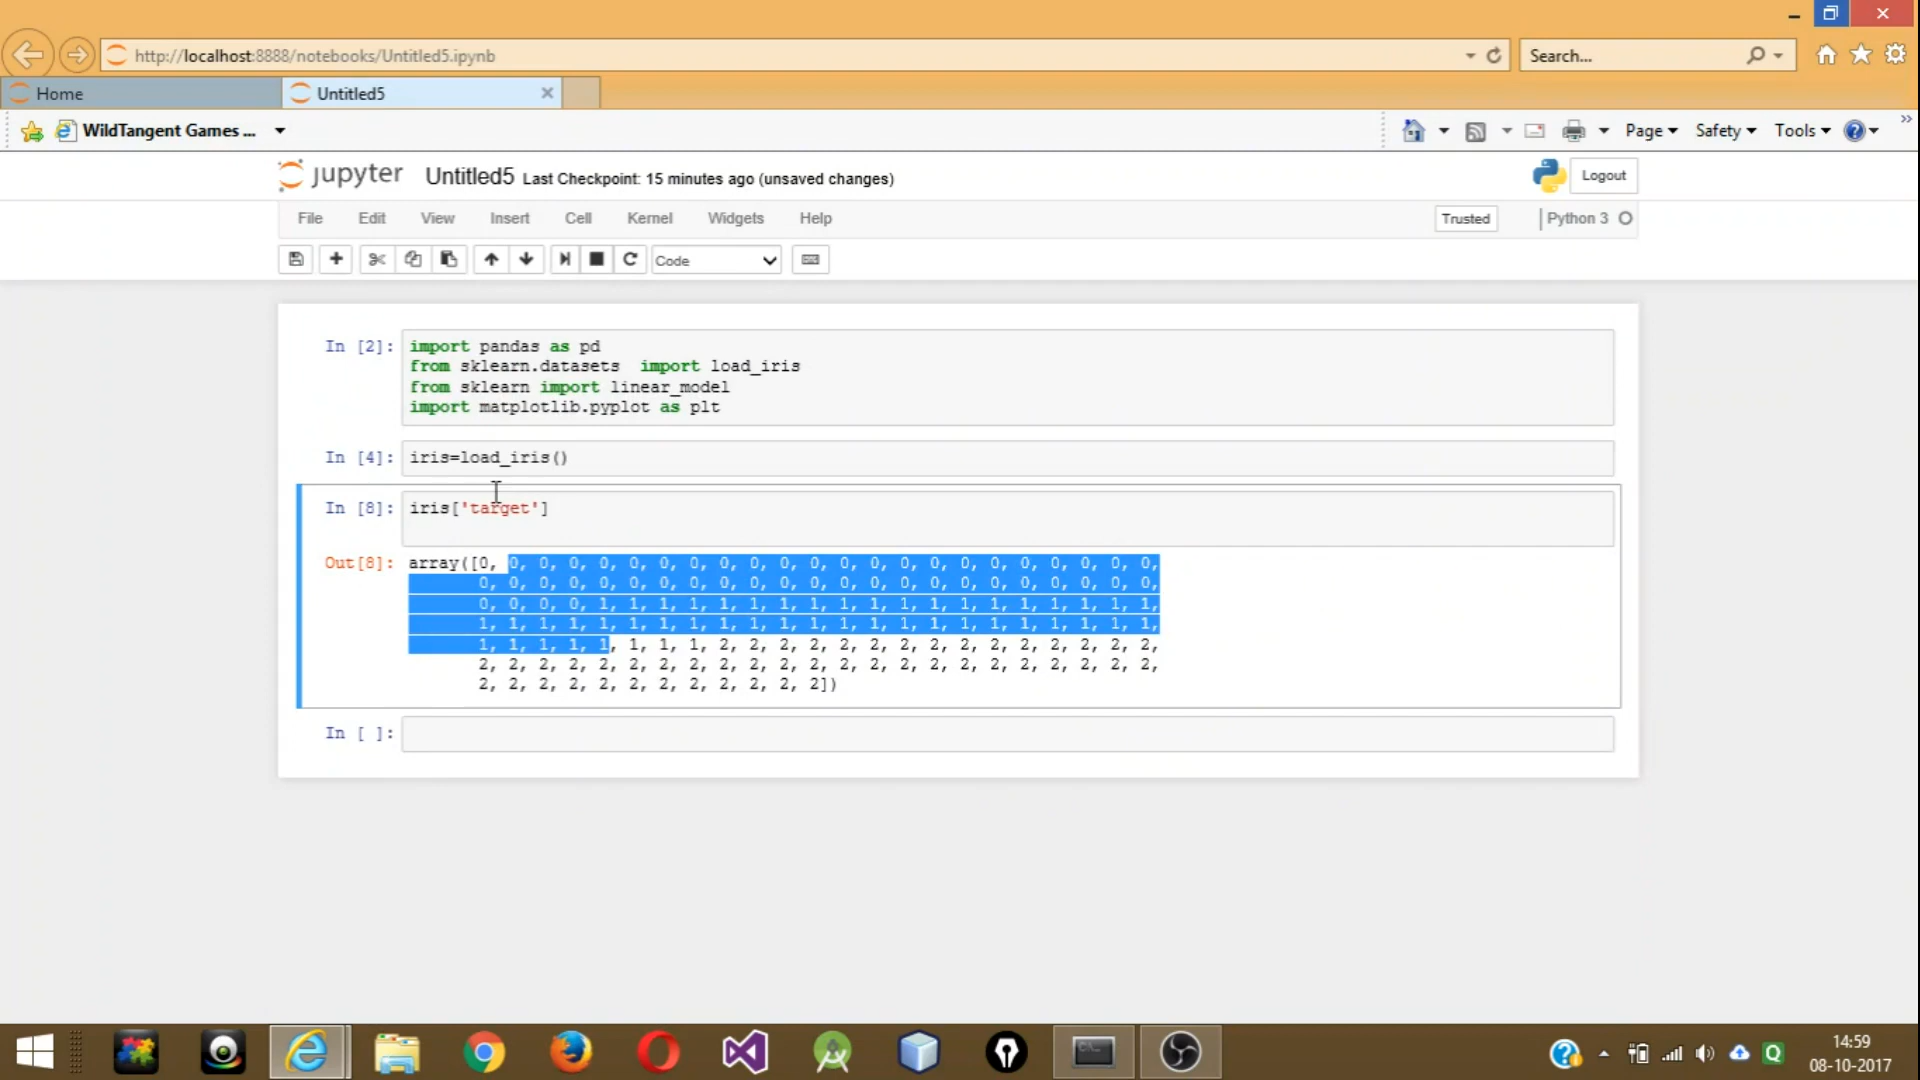 http://localhost:8888/notebooks/Untitled5.ipynb
Search...
Home
Untitled5
WildTangent Games ...
Page
Safety
Tools
jupyter
Untitled5 Last Checkpoint: 15 minutes ago (unsaved changes)
Logout
File Edit View Insert Cell Kernel Widgets Help
Trusted
Python 3
Code
In [2]:
import pandas as pd
from sklearn.datasets  import load_iris
from sklearn import linear_model
import matplotlib.pyplot as plt
In [4]:
iris=load_iris()
In [8]:
iris['target']
Out[8]:
array([0, 0, 0, 0, 0, 0, 0, 0, 0, 0, 0, 0, 0, 0, 0, 0, 0, 0, 0, 0, 0, 0, 0,
0, 0, 0, 0, 0, 0, 0, 0, 0, 0, 0, 0, 0, 0, 0, 0, 0, 0, 0, 0, 0, 0, 0,
0, 0, 0, 0, 1, 1, 1, 1, 1, 1, 1, 1, 1, 1, 1, 1, 1, 1, 1, 1, 1, 1, 1,
1, 1, 1, 1, 1, 1, 1, 1, 1, 1, 1, 1, 1, 1, 1, 1, 1, 1, 1, 1, 1, 1, 1,
1, 1, 1, 1, 1, 1, 1, 1, 2, 2, 2, 2, 2, 2, 2, 2, 2, 2, 2, 2, 2, 2, 2,
2, 2, 2, 2, 2, 2, 2, 2, 2, 2, 2, 2, 2, 2, 2, 2, 2, 2, 2, 2, 2, 2, 2,
2, 2, 2, 2, 2, 2, 2, 2, 2, 2, 2, 2])
In [ ]:
14:59
08-10-2017